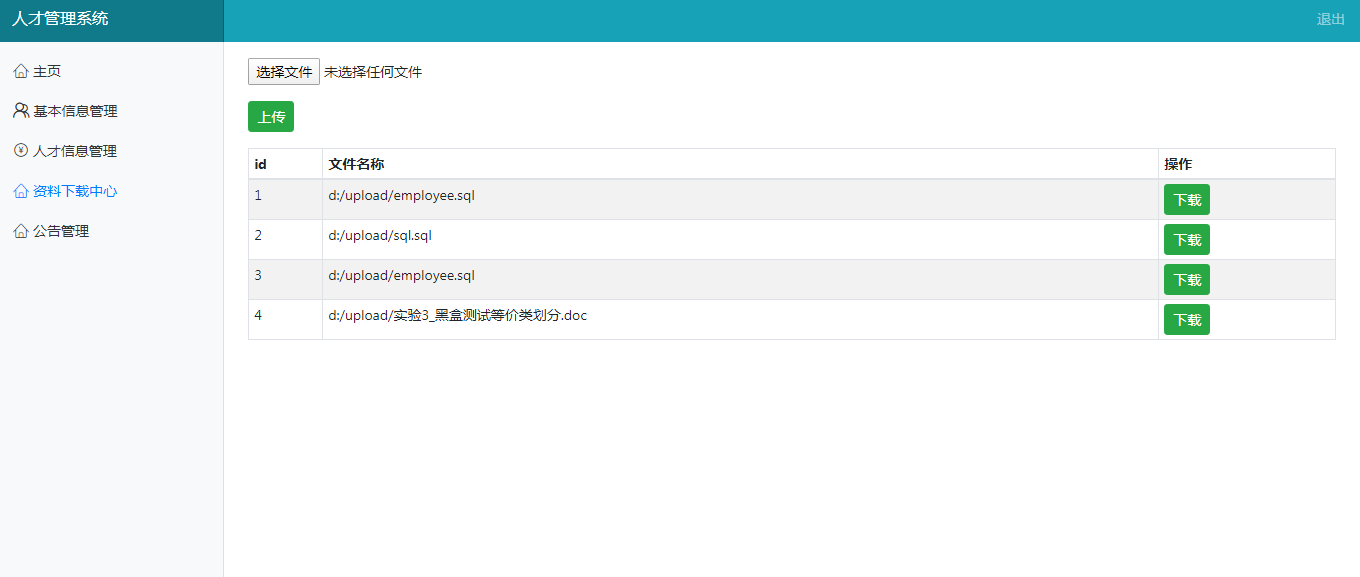 人才管理系统
退出
主页
基本信息管理
人才信息管理
资料下载中心
公告管理
选择文件 未选择任何文件
上传
id 文件名称 操作
1 d:/upload/employee.sql 下载
2 d:/upload/sql.sql 下载
3 d:/upload/employee.sql 下载
4 d:/upload/实验3_黑盒测试等价类划分.doc 下载